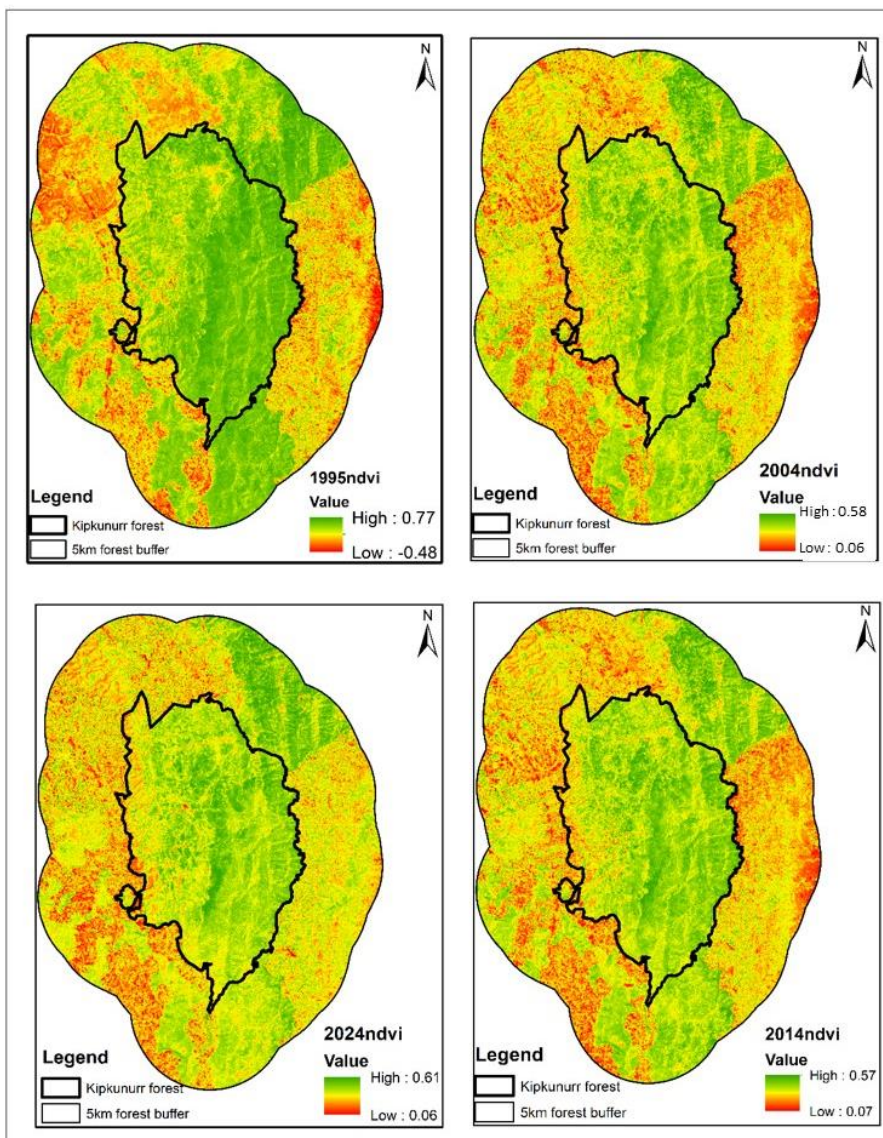 N
1995ndvi
Legend
Value
Kipkunurr forest
High : 0.77
5km forest buffer
Low : -0.48
N
2004ndvi
Legend
Value
Kipkunurr forest
High : 0.58
5km forest buffer
Low : 0.06
N
2024ndvi
Legend
Value
Kipkunurr forest
High : 0.61
5km forest buffer
Low : 0.06
N
2014ndvi
Legend
Value
Kipkunurr forest
High : 0.57
5km forest buffer
Low : 0.07